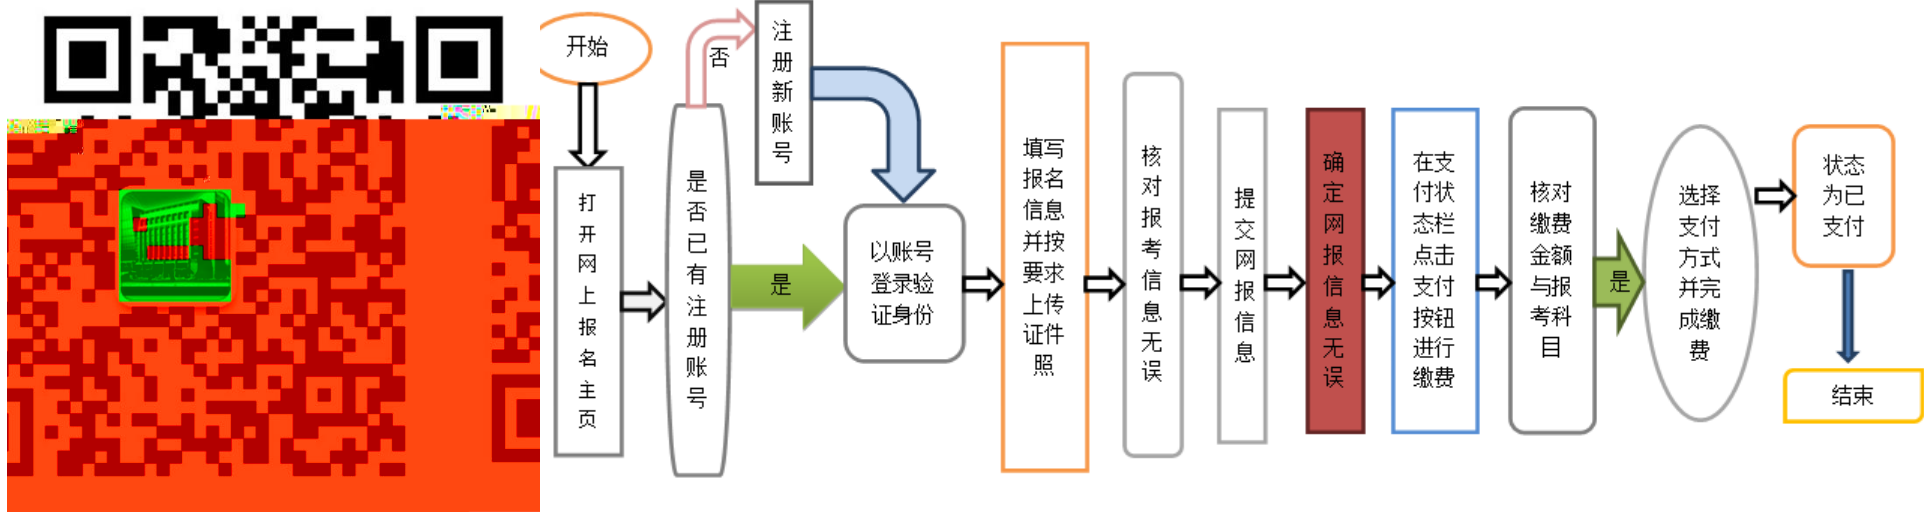 开始
打
开
网
上
报
名
主
页
是
否
已
有
注
册
账
号
否
注
册
新
账
号
是
以账号
登录验
证身份
填写
报名
信息
并按
要求
上传
证件
照
核
对
报
考
信
息
无
误
提
交
网
报
信
息
确
定
网
报
信
息
无
误
在支
付状
态栏
点击
支付
按钮
进行
缴费
核对
缴费
金额
与报
考科
目
是
选择
支付
方式
并完
成缴
费
状态
为已
支付
结束